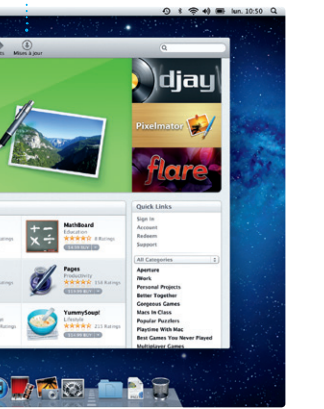 lun. 10:50
Mises à jour
djay
Pixelmator
flare
Quick Links
Sign In
Account
Redeem
Support
All Categories
Aperture
iWork
Personal Projects
Better Together
Gorgeous Games
Macs In Class
Popular Puzzlers
Playtime With Mac
Best Games You Never Played
Multiplayer Games
MathBoard
Education
Ratings
Pages
Productivity
Ratings
YummySoup!
Lifestyle
Ratings